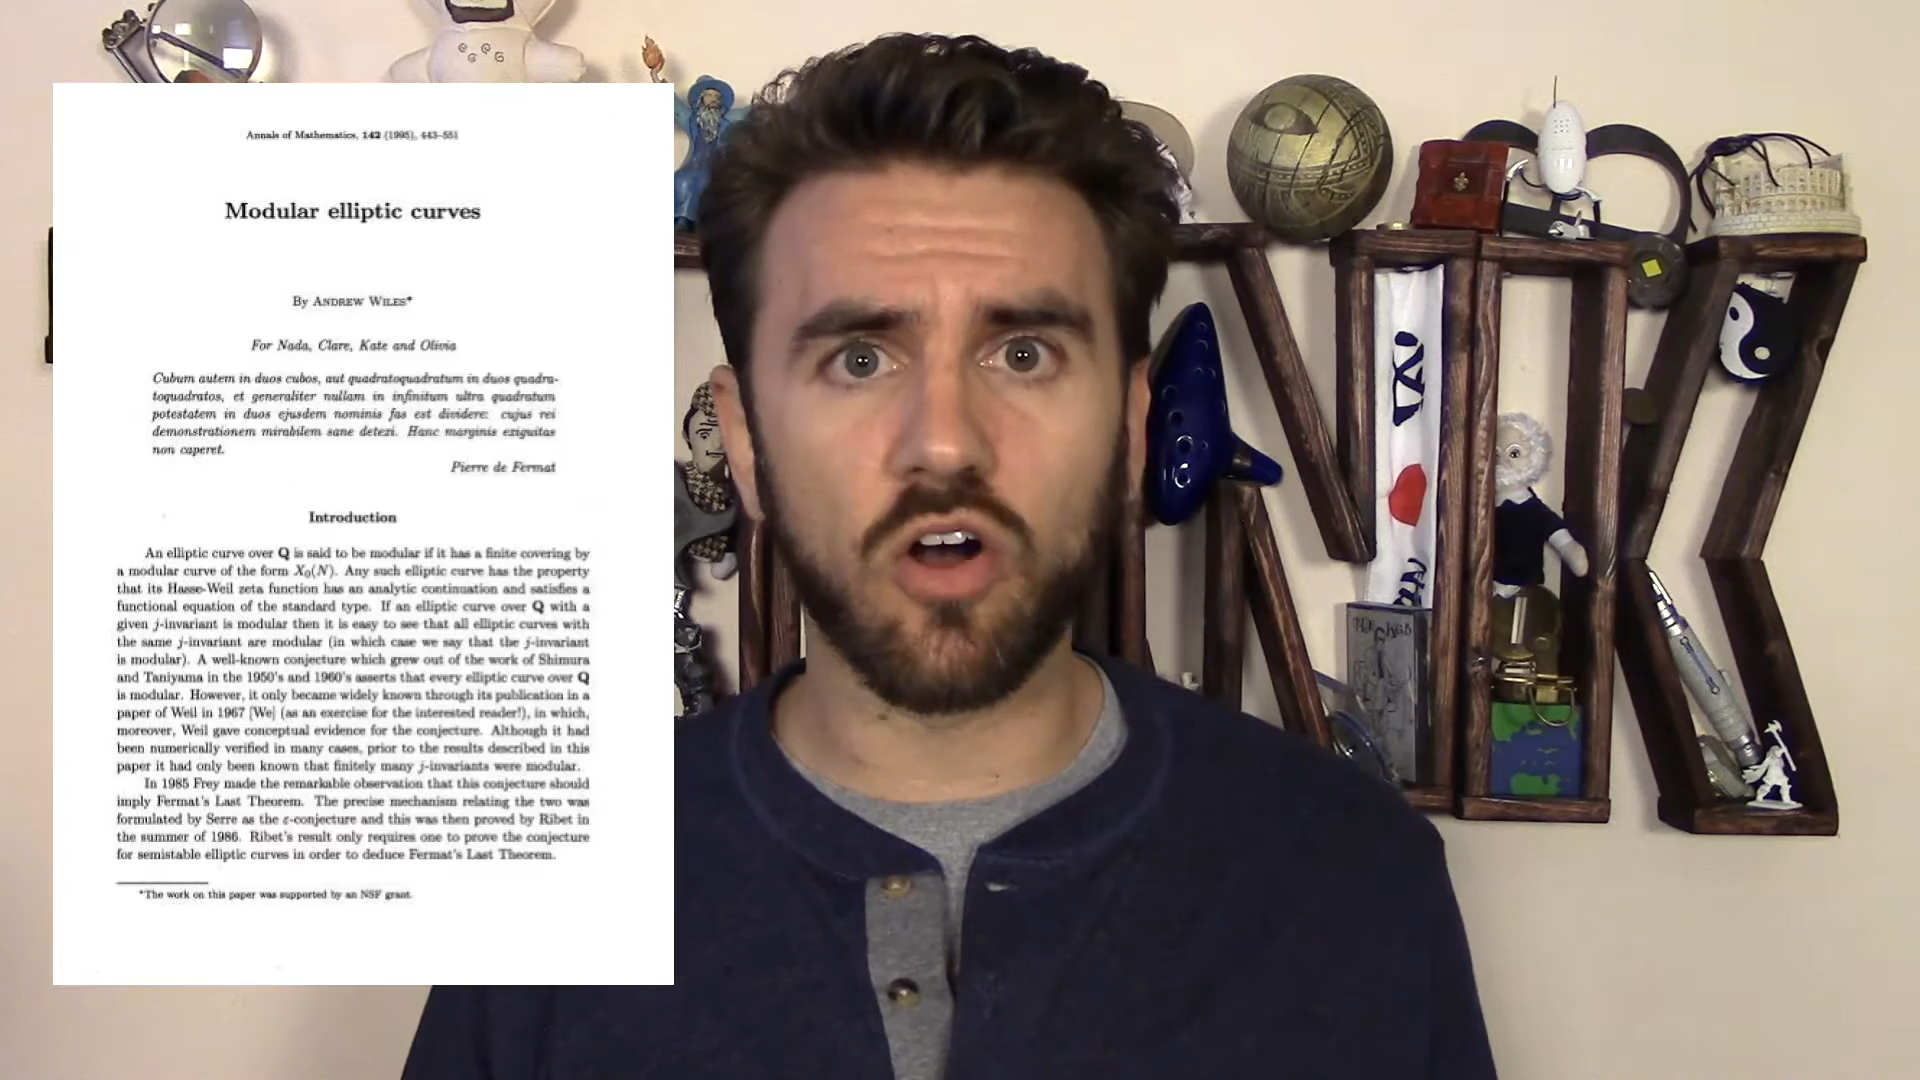 Annals of Mathematics, 142 (1995), 443–551
Modular elliptic curves
By ANDREW WILES*
For Nada, Clare, Kate and Olivia
Cubum autem in duos cubos, aut quadratoquadratum in duos quadra-
toquadratos, et generaliter nullam in infinitum ultra quadratum
potestatem in duos ejusdem nominis fas est dividere: cujus rei
demonstrationem mirabilem sane detexi. Hanc marginis exiguitas
non caperet.
Pierre de Fermat
Introduction
An elliptic curve over Q is said to be modular if it has a finite covering by
a modular curve of the form X₀(N). Any such elliptic curve has the property
that its Hasse-Weil zeta function has an analytic continuation and satisfies a
functional equation of the standard type. If an elliptic curve over Q with a
given j-invariant is modular then it is easy to see that all elliptic curves with
the same j-invariant are modular (in which case we say that the j-invariant
is modular). A well-known conjecture which grew out of the work of Shimura
and Taniyama in the 1950's and 1960's asserts that every elliptic curve over Q
is modular. However, it only became widely known through its publication in a
paper of Weil in 1967 [We] (as an exercise for the interested reader!), in which,
moreover, Weil gave conceptual evidence for the conjecture. Although it had
been numerically verified in many cases, prior to the results described in this
paper it had only been known that finitely many j-invariants were modular.
In 1985 Frey made the remarkable observation that this conjecture should
imply Fermat's Last Theorem. The precise mechanism relating the two was
formulated by Serre as the ε-conjecture and this was then proved by Ribet in
the summer of 1986. Ribet's result only requires one to prove the conjecture
for semistable elliptic curves in order to deduce Fermat's Last Theorem.
*The work on this paper was supported by an NSF grant.